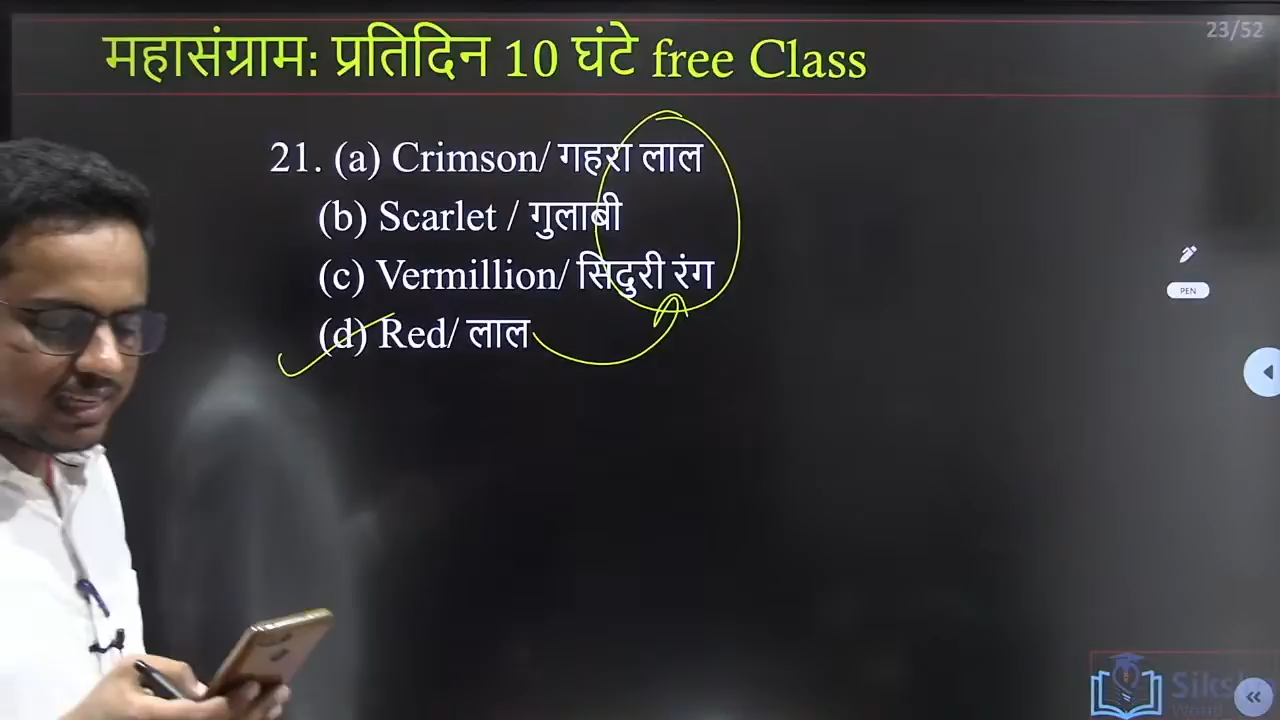 23/52
महासंग्राम: प्रतिदिन 10 घंटे free Class
21. (a) Crimson/ गहरा लाल
(b) Scarlet / गुलाबी
(c) Vermillion/ सिदुरी रंग
(d) Red/ लाल
PEN